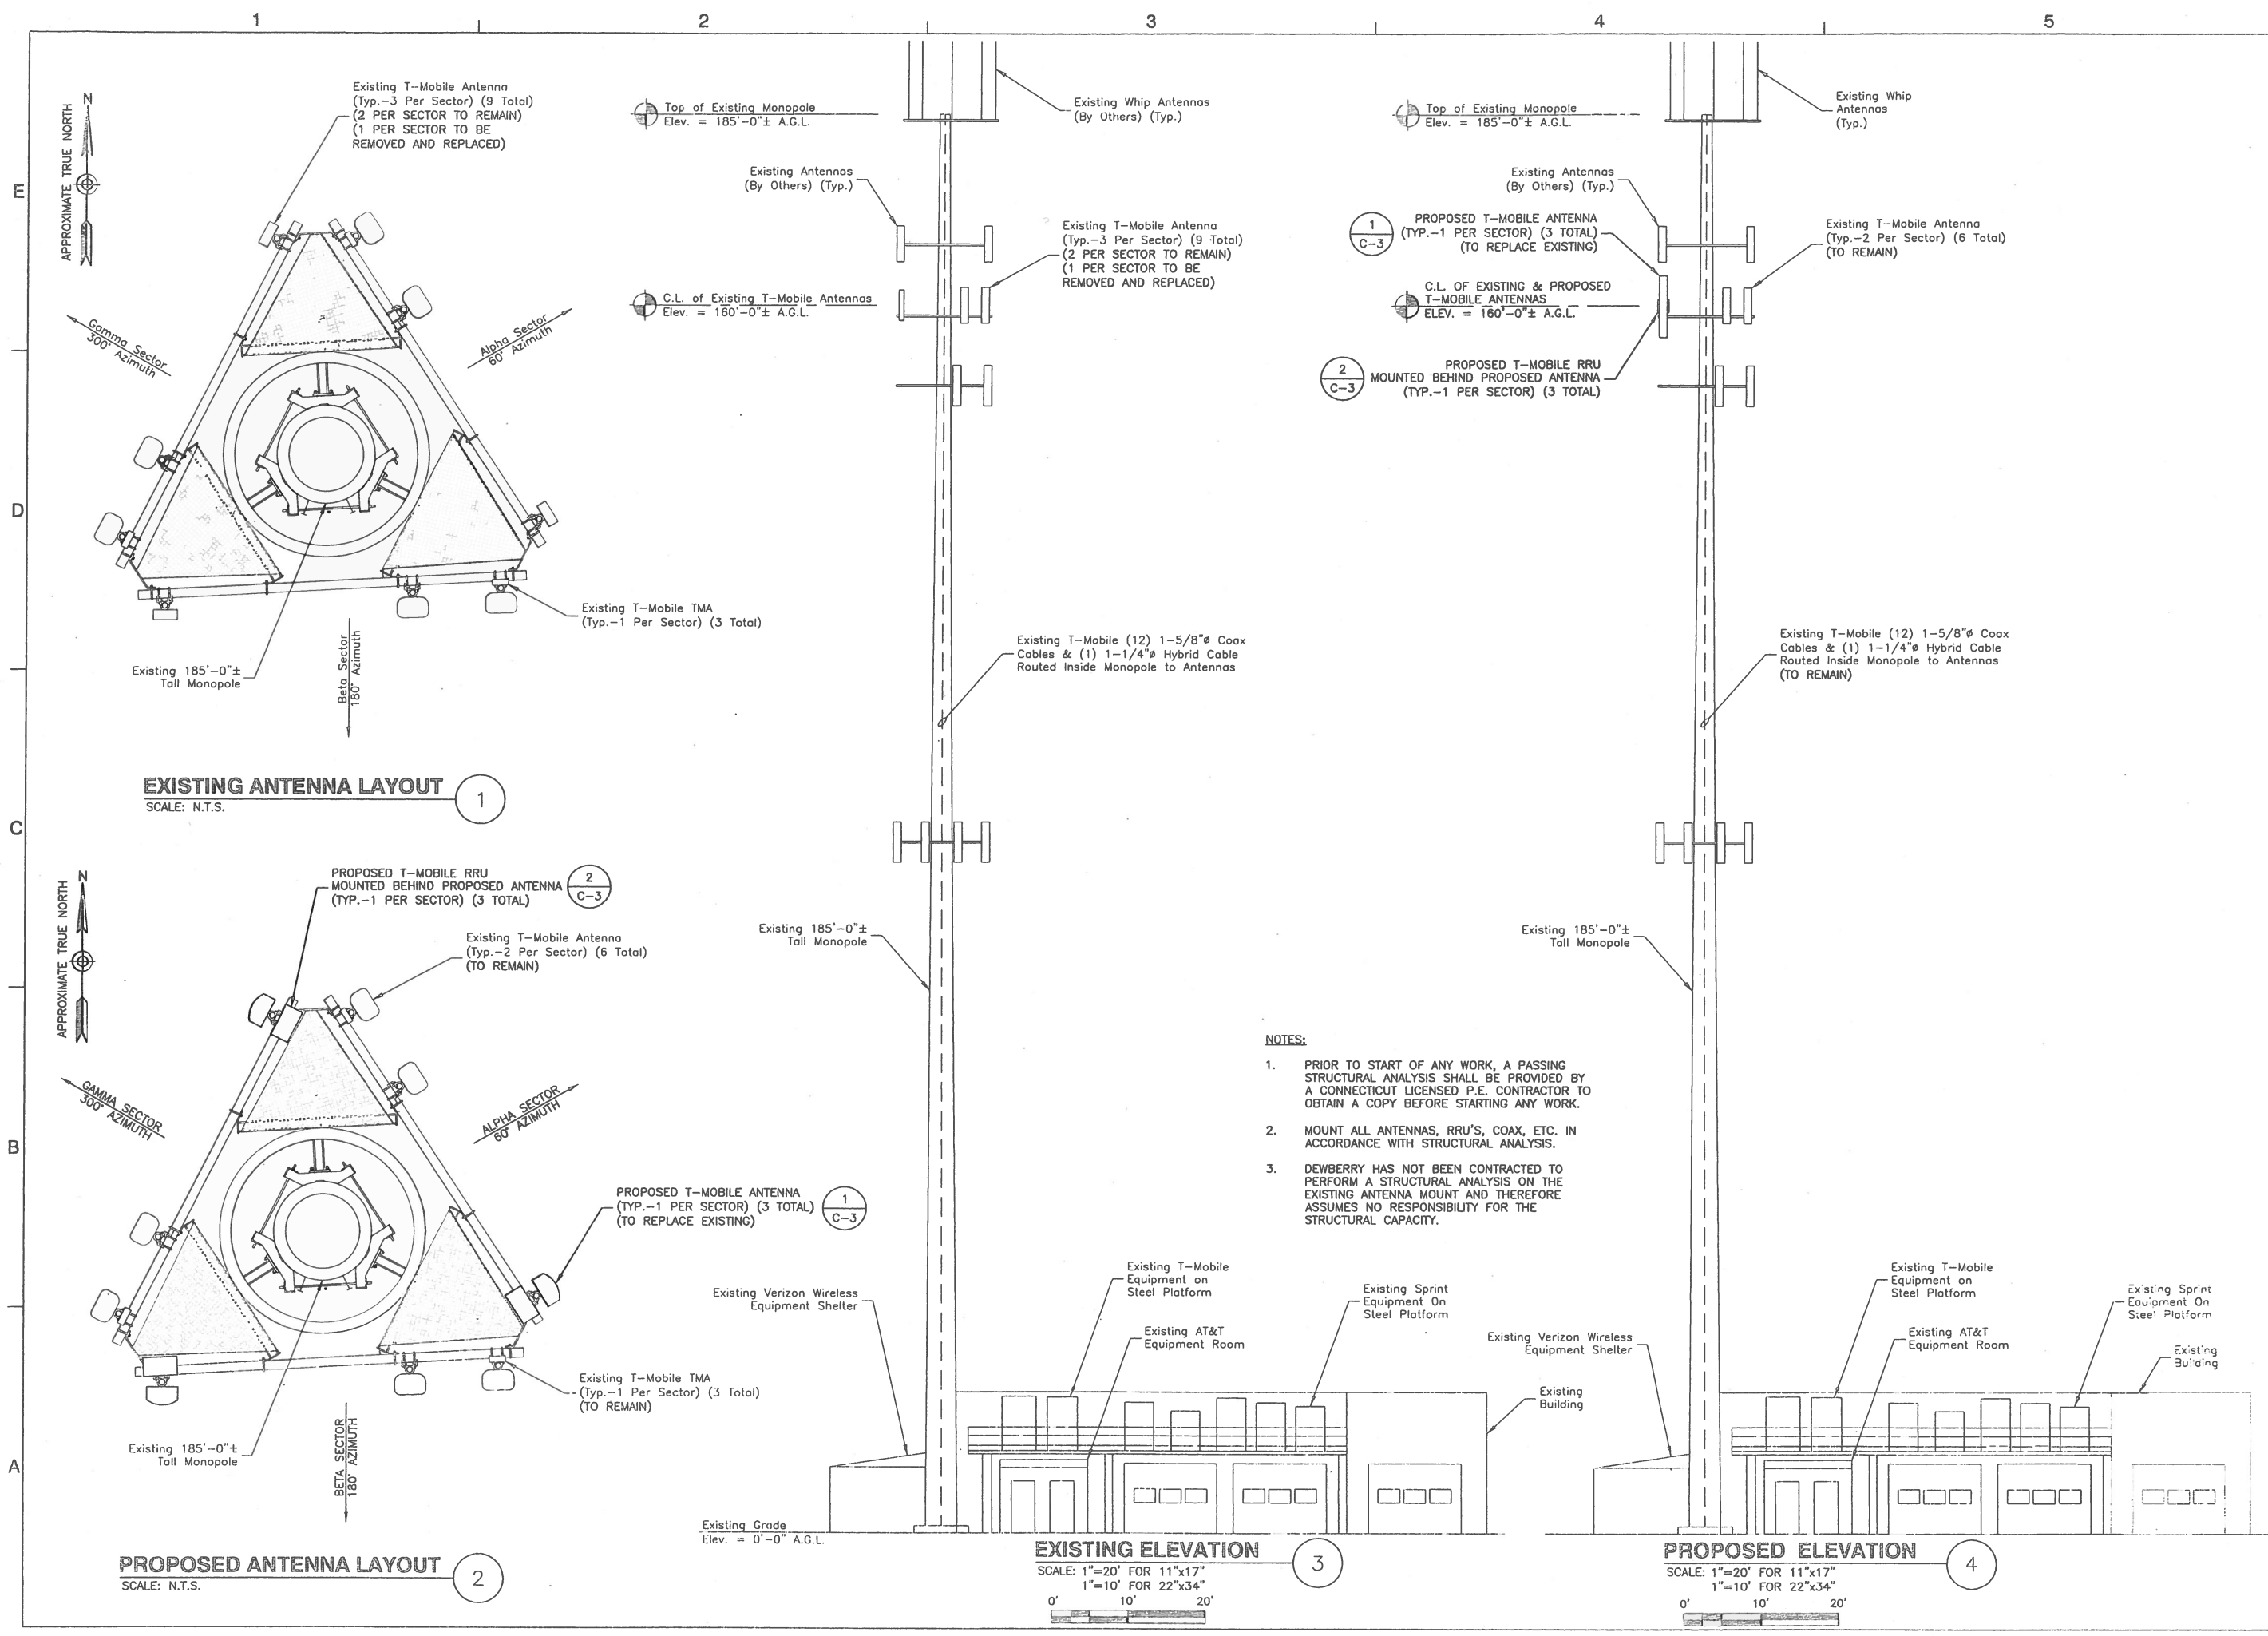 1
2
3
4
5
E
D
C
B
A
APPROXIMATE TRUE NORTH
N
Existing T-Mobile Antenna
(Typ.-3 Per Sector) (9 Total)
(2 PER SECTOR TO REMAIN)
(1 PER SECTOR TO BE
REMOVED AND REPLACED)
Gamma Sector
300° Azimuth
Alpha Sector
60° Azimuth
Existing T-Mobile TMA
(Typ.-1 Per Sector) (3 Total)
Existing 185'-0"±
Tall Monopole
Beta Sector
180° Azimuth
EXISTING ANTENNA LAYOUT
SCALE: N.T.S.
1
APPROXIMATE TRUE NORTH
N
PROPOSED T-MOBILE RRU
MOUNTED BEHIND PROPOSED ANTENNA
(TYP.-1 PER SECTOR) (3 TOTAL)
2
C-3
Existing T-Mobile Antenna
(Typ.-2 Per Sector) (6 Total)
(TO REMAIN)
GAMMA SECTOR
300° AZIMUTH
ALPHA SECTOR
60° AZIMUTH
PROPOSED T-MOBILE ANTENNA
(TYP.-1 PER SECTOR) (3 TOTAL)
(TO REPLACE EXISTING)
1
C-3
Existing T-Mobile TMA
(Typ.-1 Per Sector) (3 Total)
(TO REMAIN)
Existing 185'-0"±
Tall Monopole
BETA SECTOR
180° AZIMUTH
PROPOSED ANTENNA LAYOUT
SCALE: N.T.S.
2
Top of Existing Monopole
Elev. = 185'-0"± A.G.L.
Existing Whip Antennas
(By Others) (Typ.)
Existing Antennas
(By Others) (Typ.)
Existing T-Mobile Antenna
(Typ.-3 Per Sector) (9 Total)
(2 PER SECTOR TO REMAIN)
(1 PER SECTOR TO BE
REMOVED AND REPLACED)
C.L. of Existing T-Mobile Antennas
Elev. = 160'-0"± A.G.L.
Existing T-Mobile (12) 1-5/8"ø Coax
Cables & (1) 1-1/4"ø Hybrid Cable
Routed Inside Monopole to Antennas
Existing 185'-0"±
Tall Monopole
Existing Verizon Wireless
Equipment Shelter
Existing T-Mobile
Equipment on
Steel Platform
Existing AT&T
Equipment Room
Existing Sprint
Equipment On
Steel Platform
Existing
Building
Existing Grade
Elev. = 0'-0" A.G.L.
EXISTING ELEVATION
SCALE: 1"=20' FOR 11"x17"
1"=10' FOR 22"x34"
3
0'
10'
20'
NOTES:
1. PRIOR TO START OF ANY WORK, A PASSING
STRUCTURAL ANALYSIS SHALL BE PROVIDED BY
A CONNECTICUT LICENSED P.E. CONTRACTOR TO
OBTAIN A COPY BEFORE STARTING ANY WORK.
2. MOUNT ALL ANTENNAS, RRU'S, COAX, ETC. IN
ACCORDANCE WITH STRUCTURAL ANALYSIS.
3. DEWBERRY HAS NOT BEEN CONTRACTED TO
PERFORM A STRUCTURAL ANALYSIS ON THE
EXISTING ANTENNA MOUNT AND THEREFORE
ASSUMES NO RESPONSIBILITY FOR THE
STRUCTURAL CAPACITY.
Top of Existing Monopole
Elev. = 185'-0"± A.G.L.
Existing Whip
Antennas
(Typ.)
Existing Antennas
(By Others) (Typ.)
1
C-3
PROPOSED T-MOBILE ANTENNA
(TYP.-1 PER SECTOR) (3 TOTAL)
(TO REPLACE EXISTING)
Existing T-Mobile Antenna
(Typ.-2 Per Sector) (6 Total)
(TO REMAIN)
C.L. OF EXISTING & PROPOSED
T-MOBILE ANTENNAS
ELEV. = 160'-0"± A.G.L.
2
C-3
PROPOSED T-MOBILE RRU
MOUNTED BEHIND PROPOSED ANTENNA
(TYP.-1 PER SECTOR) (3 TOTAL)
Existing T-Mobile (12) 1-5/8"ø Coax
Cables & (1) 1-1/4"ø Hybrid Cable
Routed Inside Monopole to Antennas
(TO REMAIN)
Existing 185'-0"±
Tall Monopole
Existing Verizon Wireless
Equipment Shelter
Existing T-Mobile
Equipment on
Steel Platform
Existing AT&T
Equipment Room
Existing Sprint
Equipment On
Steel Platform
Existing
Building
PROPOSED ELEVATION
SCALE: 1"=20' FOR 11"x17"
1"=10' FOR 22"x34"
4
0'
10'
20'